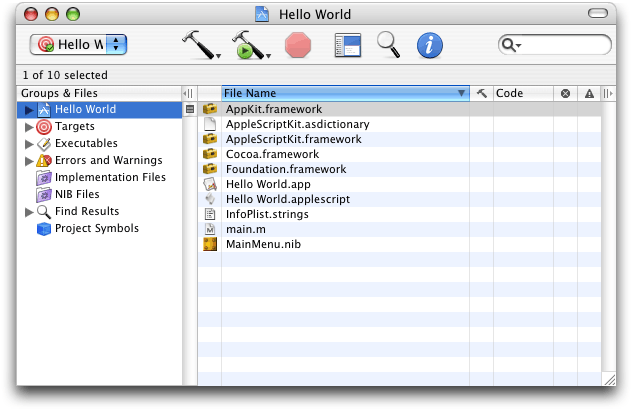 Hello World
Hello W
1 of 10 selected
Groups & Files
File Name
Code
Hello World
Targets
Executables
Errors and Warnings
Implementation Files
NIB Files
Find Results
Project Symbols
AppKit.framework
AppleScriptKit.asdictionary
AppleScriptKit.framework
Cocoa.framework
Foundation.framework
Hello World.app
Hello World.applescript
InfoPlist.strings
main.m
MainMenu.nib